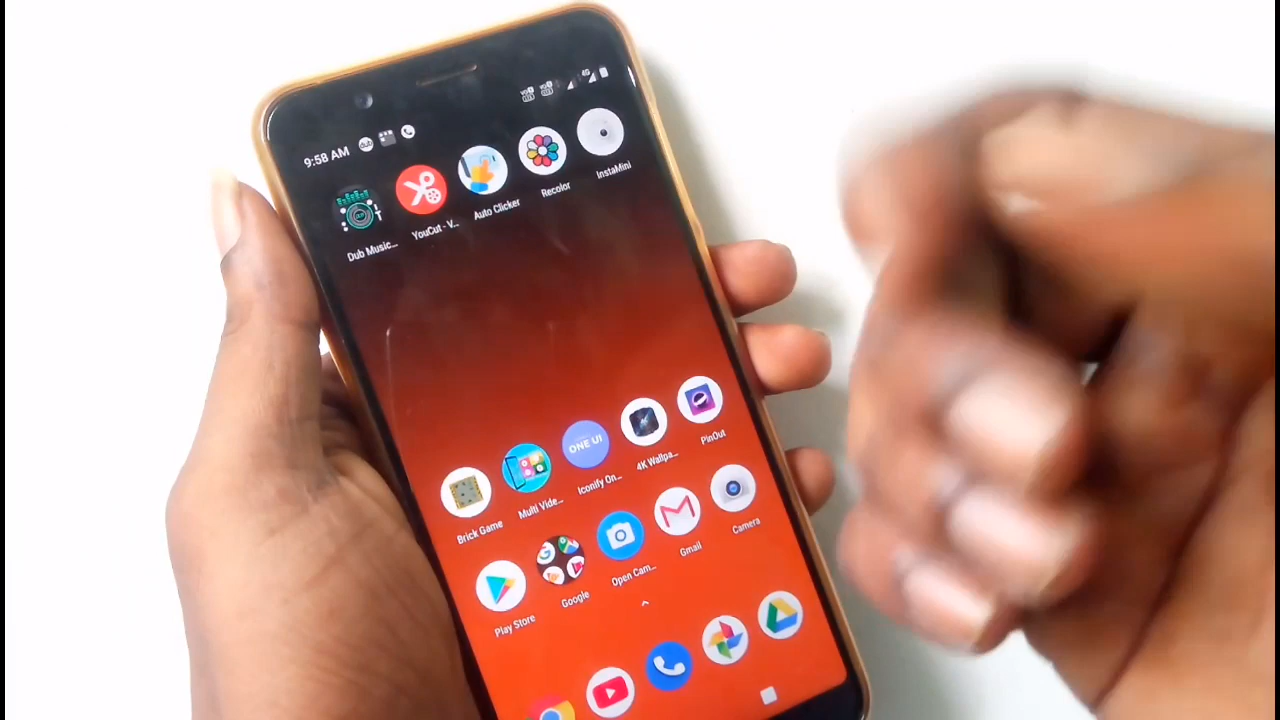 9:58 AM
4G
Dub Music...
YouCut - V...
Auto Clicker
Recolor
InstaMini
Brick Game
Multi Vide...
Iconify On...
4K Wallpa...
PinOut
ONE UI
Play Store
Google
Open Cam...
Gmail
Camera